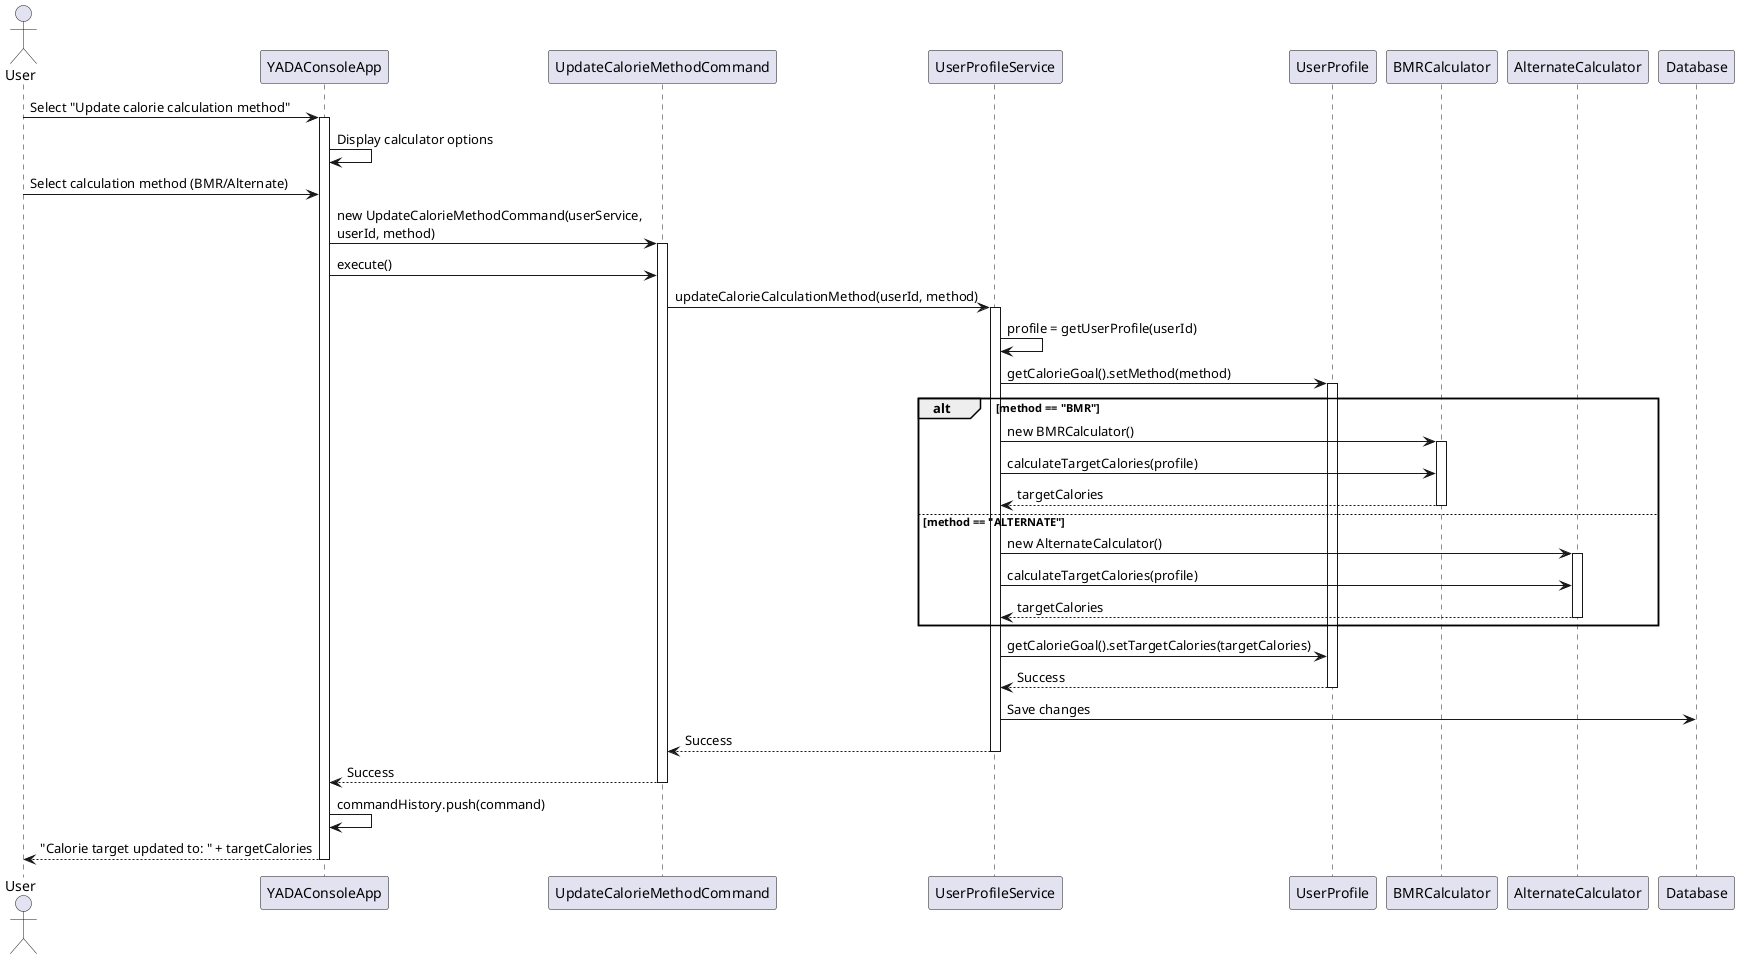 User
YADAConsoleApp
UpdateCalorieMethodCommand
UserProfileService
UserProfile
BMRCalculator
AlternateCalculator
Database
Select "Update calorie calculation method"
Display calculator options
Select calculation method (BMR/Alternate)
new UpdateCalorieMethodCommand(userService,
userId, method)
execute()
updateCalorieCalculationMethod(userId, method)
profile = getUserProfile(userId)
getCalorieGoal().setMethod(method)
alt
[method == "BMR"]
new BMRCalculator()
calculateTargetCalories(profile)
targetCalories
[method == "ALTERNATE"]
new AlternateCalculator()
calculateTargetCalories(profile)
targetCalories
getCalorieGoal().setTargetCalories(targetCalories)
Success
Save changes
Success
Success
commandHistory.push(command)
"Calorie target updated to: " + targetCalories
User
YADAConsoleApp
UpdateCalorieMethodCommand
UserProfileService
UserProfile
BMRCalculator
AlternateCalculator
Database